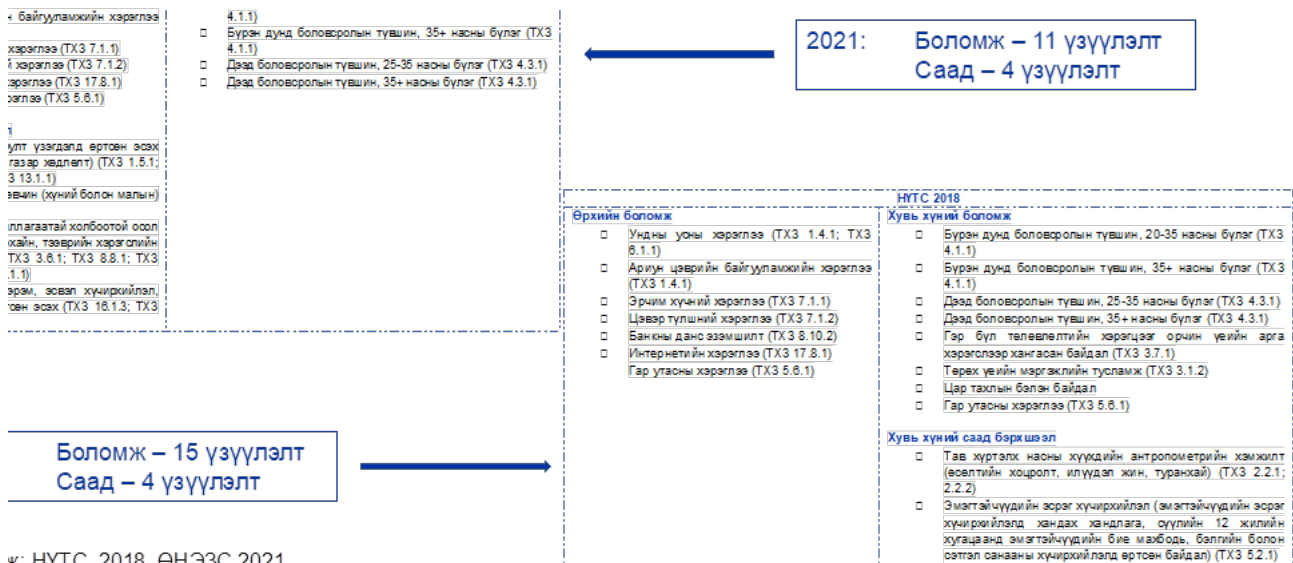 н байгууламжийн хэрэглээ
хэрэглээ (ТХЗ 7.1.1)
й хэрэглээ (ТХЗ 7.1.2)
хэрэглээ (ТХЗ 17.8.1)
рэглээ (ТХЗ 5.6.1)
үзэгдэлд өртсөн эсэх
газар хөдлөлт) (ТХЗ 1.5.1;
З 13.1.1)
өвчин (хүний болон малын)
ллагаатай холбоотой осол
тээврийн хэрэгслийн
ТХЗ 3.6.1; ТХЗ 8.8.1; ТХЗ
.1.1)
эрэм, эсвэл хүчирхийлэл,
тсөн эсэх (ТХЗ 16.1.3; ТХЗ
4.1.1)
□ Бүрэн дунд боловсролын түвшин, 35+ насны бүлэг (ТХЗ
4.1.1)
□ Дээд боловсролын түвшин, 25-35 насны бүлэг (ТХЗ 4.3.1)
□ Дээд боловсролын түвшин, 35+ насны бүлэг (ТХЗ 4.3.1)
2021: Боломж – 11 үзүүлэлт
Саад – 4 үзүүлэлт
НҮТС 2018
Өрхийн боломж
□ Ундны усны хэрэглээ (ТХЗ 1.4.1; ТХЗ
6.1.1)
□ Ариун цэврийн байгууламжийн хэрэглээ
(ТХЗ 1.4.1)
□ Эрчим хүчний хэрэглээ (ТХЗ 7.1.1)
□ Цэвэр түлшний хэрэглээ (ТХЗ 7.1.2)
□ Банкны данс эзэмшилт (ТХЗ 8.10.2)
□ Интернетийн хэрэглээ (ТХЗ 17.8.1)
Гар утасны хэрэглээ (ТХЗ 5.6.1)
Хувь хүний боломж
□ Бүрэн дунд боловсролын түвшин, 20-35 насны бүлэг (ТХЗ
4.1.1)
□ Бүрэн дунд боловсролын түвшин, 35+ насны бүлэг (ТХЗ
4.1.1)
□ Дээд боловсролын түвшин, 25-35 насны бүлэг (ТХЗ 4.3.1)
□ Дээд боловсролын түвшин, 35+ насны бүлэг (ТХЗ 4.3.1)
□ Гэр бүл төлөвлөлтийн хэрэгцээг орчин үеийн арга
хэрэгслээр хангасан байдал (ТХЗ 3.7.1)
□ Төрөх үеийн мэргэжлийн тусламж (ТХЗ 3.1.2)
□ Цар тахлын бэлэн байдал
□ Гар утасны хэрэглээ (ТХЗ 5.6.1)
Хувь хүний саад бэрхшээл
□ Тав хүртэлх насны хүүхдийн антропометрийн хэмжилт
(өсөлтийн хоцролт, илүүдэл жин, туранхай) (ТХЗ 2.2.1;
2.2.2)
□ Эмэгтэйчүүдийн эсрэг хүчирхийлэл (эмэгтэйчүүдийн эсрэг
хүчирхийлэлд хандах хандлага, сүүлийн 12 жилийн
хугацаанд эмэгтэйчүүдийн бие махбодь, бэлгийн болон
сэтгэл санааны хүчирхийлэлд өртсөн байдал) (ТХЗ 5.2.1)
Боломж – 15 үзүүлэлт
Саад – 4 үзүүлэлт
ж: НҮТС, 2018, ӨНЭЗС 2021